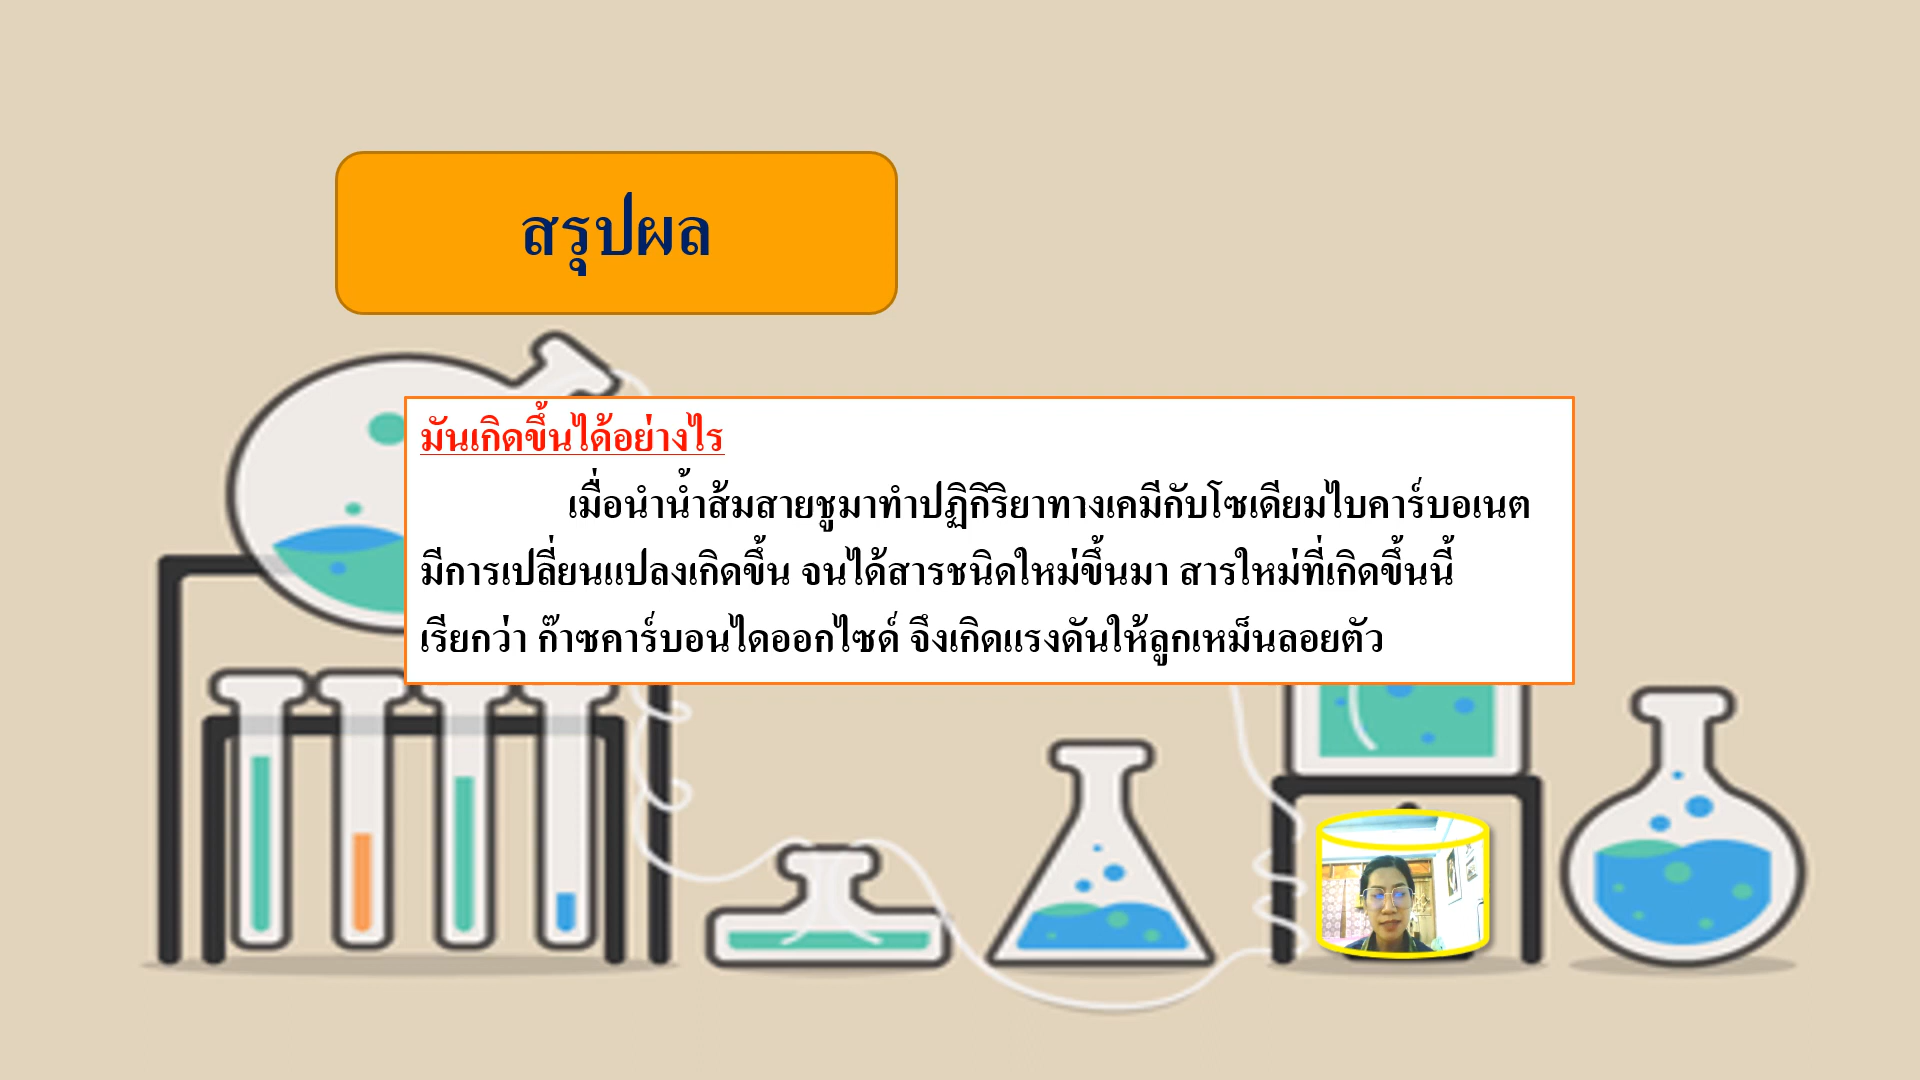 สรุปผล
มันเกิดขึ้นได้อย่างไร
เมื่อนำน้ำส้มสายชูมาทำปฏิกิริยาทางเคมีกับโซเดียมไบคาร์บอเนต
มีการเปลี่ยนแปลงเกิดขึ้น จนได้สารชนิดใหม่ขึ้นมา สารใหม่ที่เกิดขึ้นนี้
เรียกว่า ก๊าซคาร์บอนไดออกไซด์ จึงเกิดแรงดันให้ลูกเหม็นลอยตัว